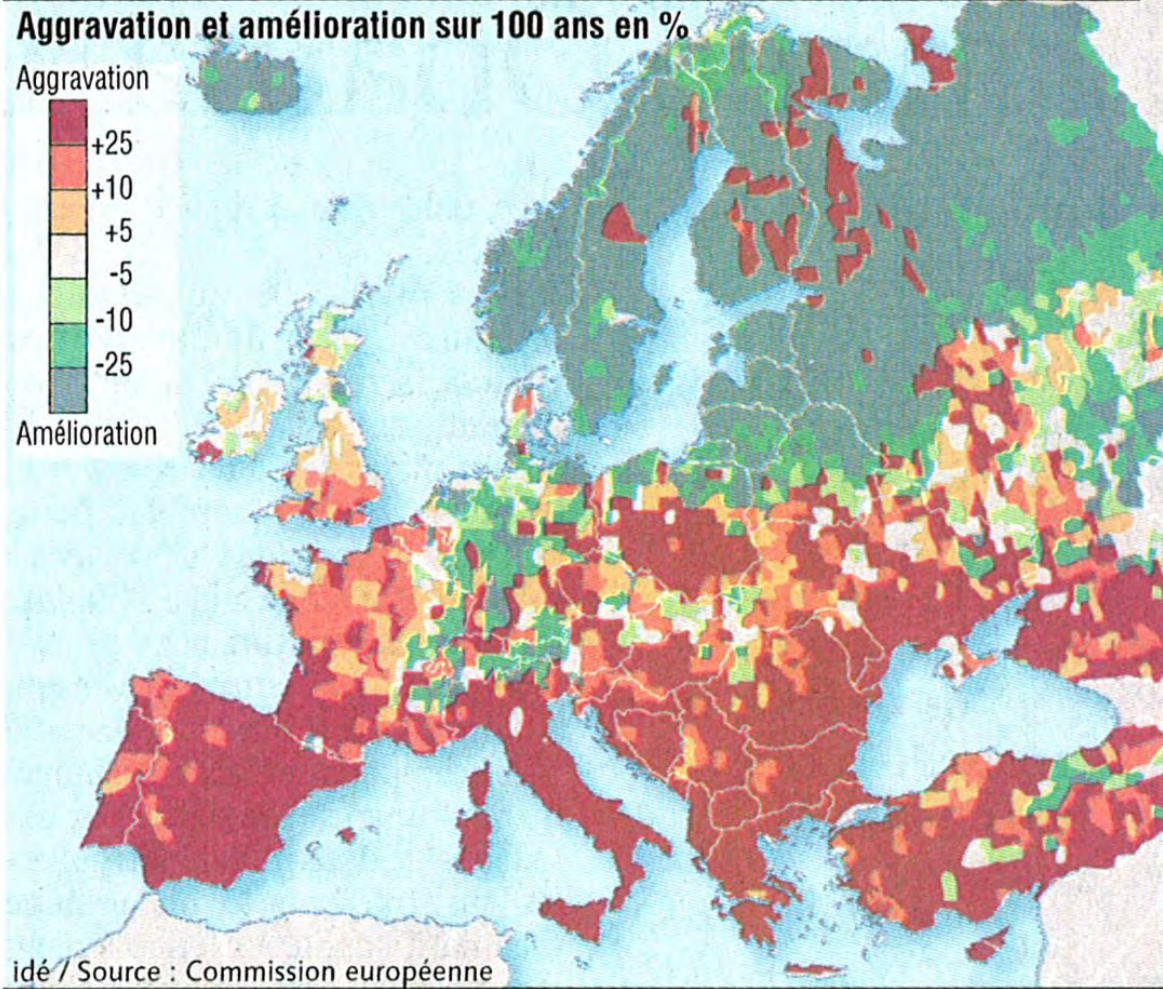 Aggravation et amélioration sur 100 ans en %
Aggravation
+25
+10
+5
-5
-10
-25
Amélioration
idé / Source : Commission européenne